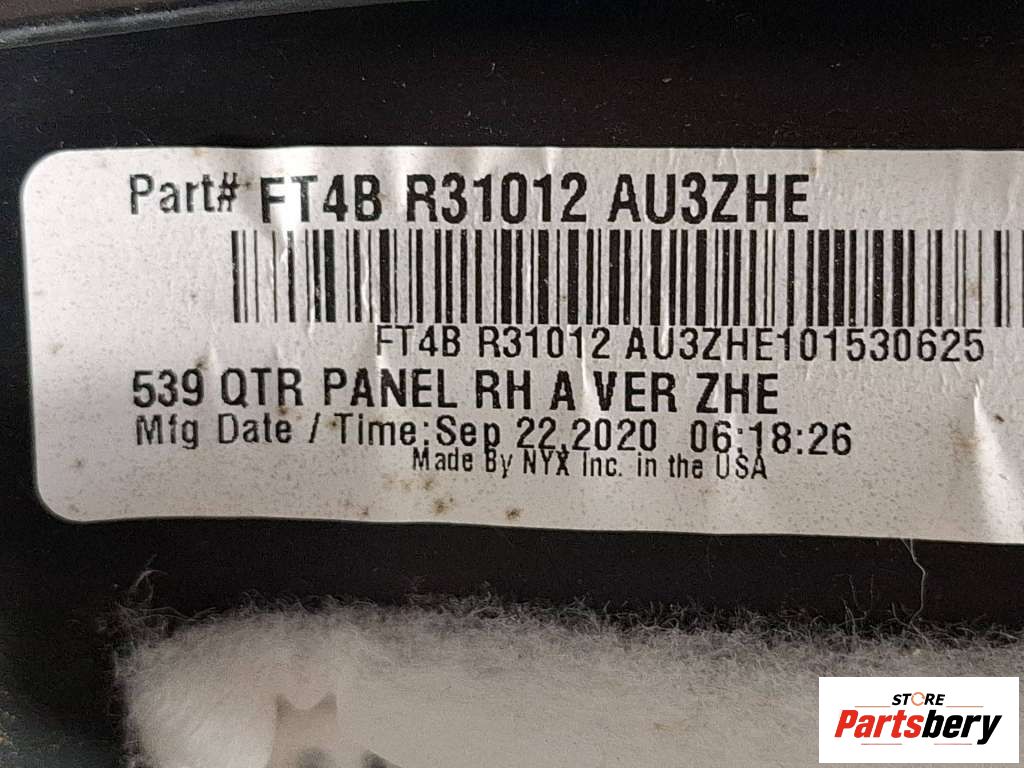 Part# FT4B R31012 AU3ZHE
FT4B R31012 AU3ZHE101530625
539 QTR PANEL RH A VER ZHE
Mfg Date / Time:Sep 22,2020 06:18:26
Made By NYX Inc. in the USA
STORE
Partsbery